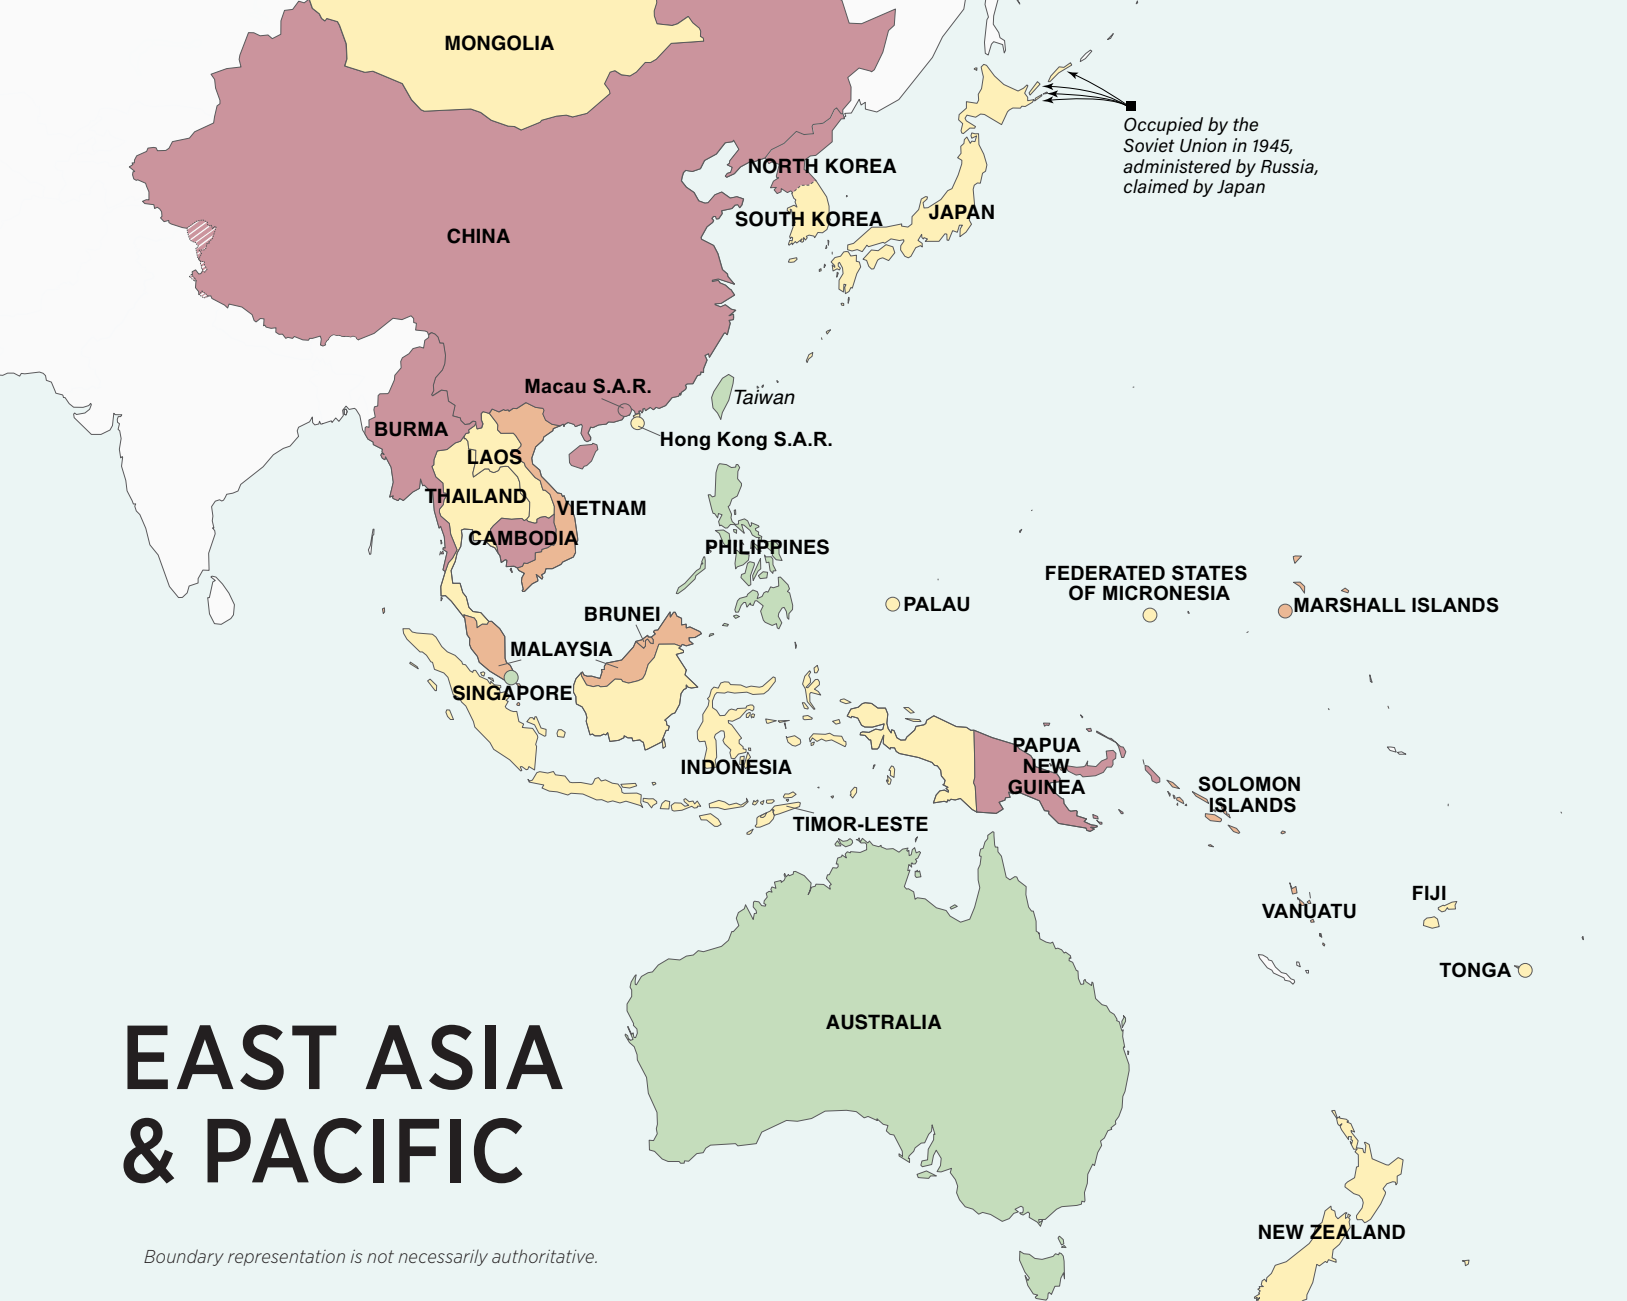 MONGOLIA
Occupied by the
Soviet Union in 1945,
administered by Russia,
claimed by Japan
NORTH KOREA
SOUTH KOREA
JAPAN
CHINA
Macau S.A.R.
Taiwan
BURMA
Hong Kong S.A.R.
LAOS
THAILAND
VIETNAM
CAMBODIA
PHILIPPINES
FEDERATED STATES
OF MICRONESIA
PALAU
MARSHALL ISLANDS
BRUNEI
MALAYSIA
SINGAPORE
INDONESIA
PAPUA
NEW
GUINEA
SOLOMON
ISLANDS
TIMOR-LESTE
FIJI
VANUATU
TONGA
AUSTRALIA
EAST ASIA
& PACIFIC
NEW ZEALAND
Boundary representation is not necessarily authoritative.